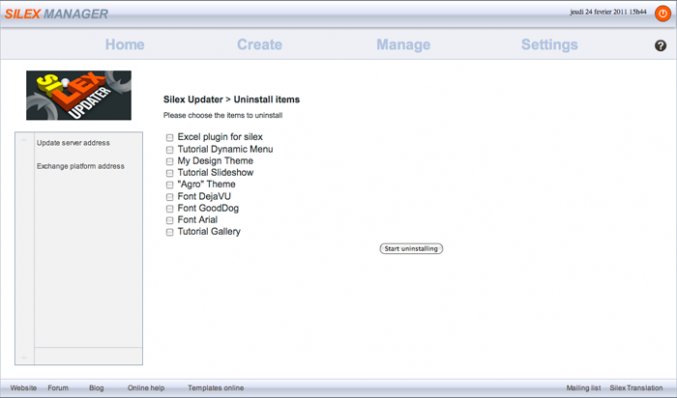 SILEX MANAGER
jeudi 24 fevrier 2011 15h44
Home Create Manage Settings ?
SILEX
UPDATER
Silex Updater > Uninstall items
Please choose the items to uninstall
Update server address
Exchange platform address
Excel plugin for silex
Tutorial Dynamic Menu
My Design Theme
Tutorial Slideshow
"Agro" Theme
Font DejaVU
Font GoodDog
Font Arial
Tutorial Gallery
Start uninstalling
Website Forum Blog Online help Templates online Mailing list Silex Translation